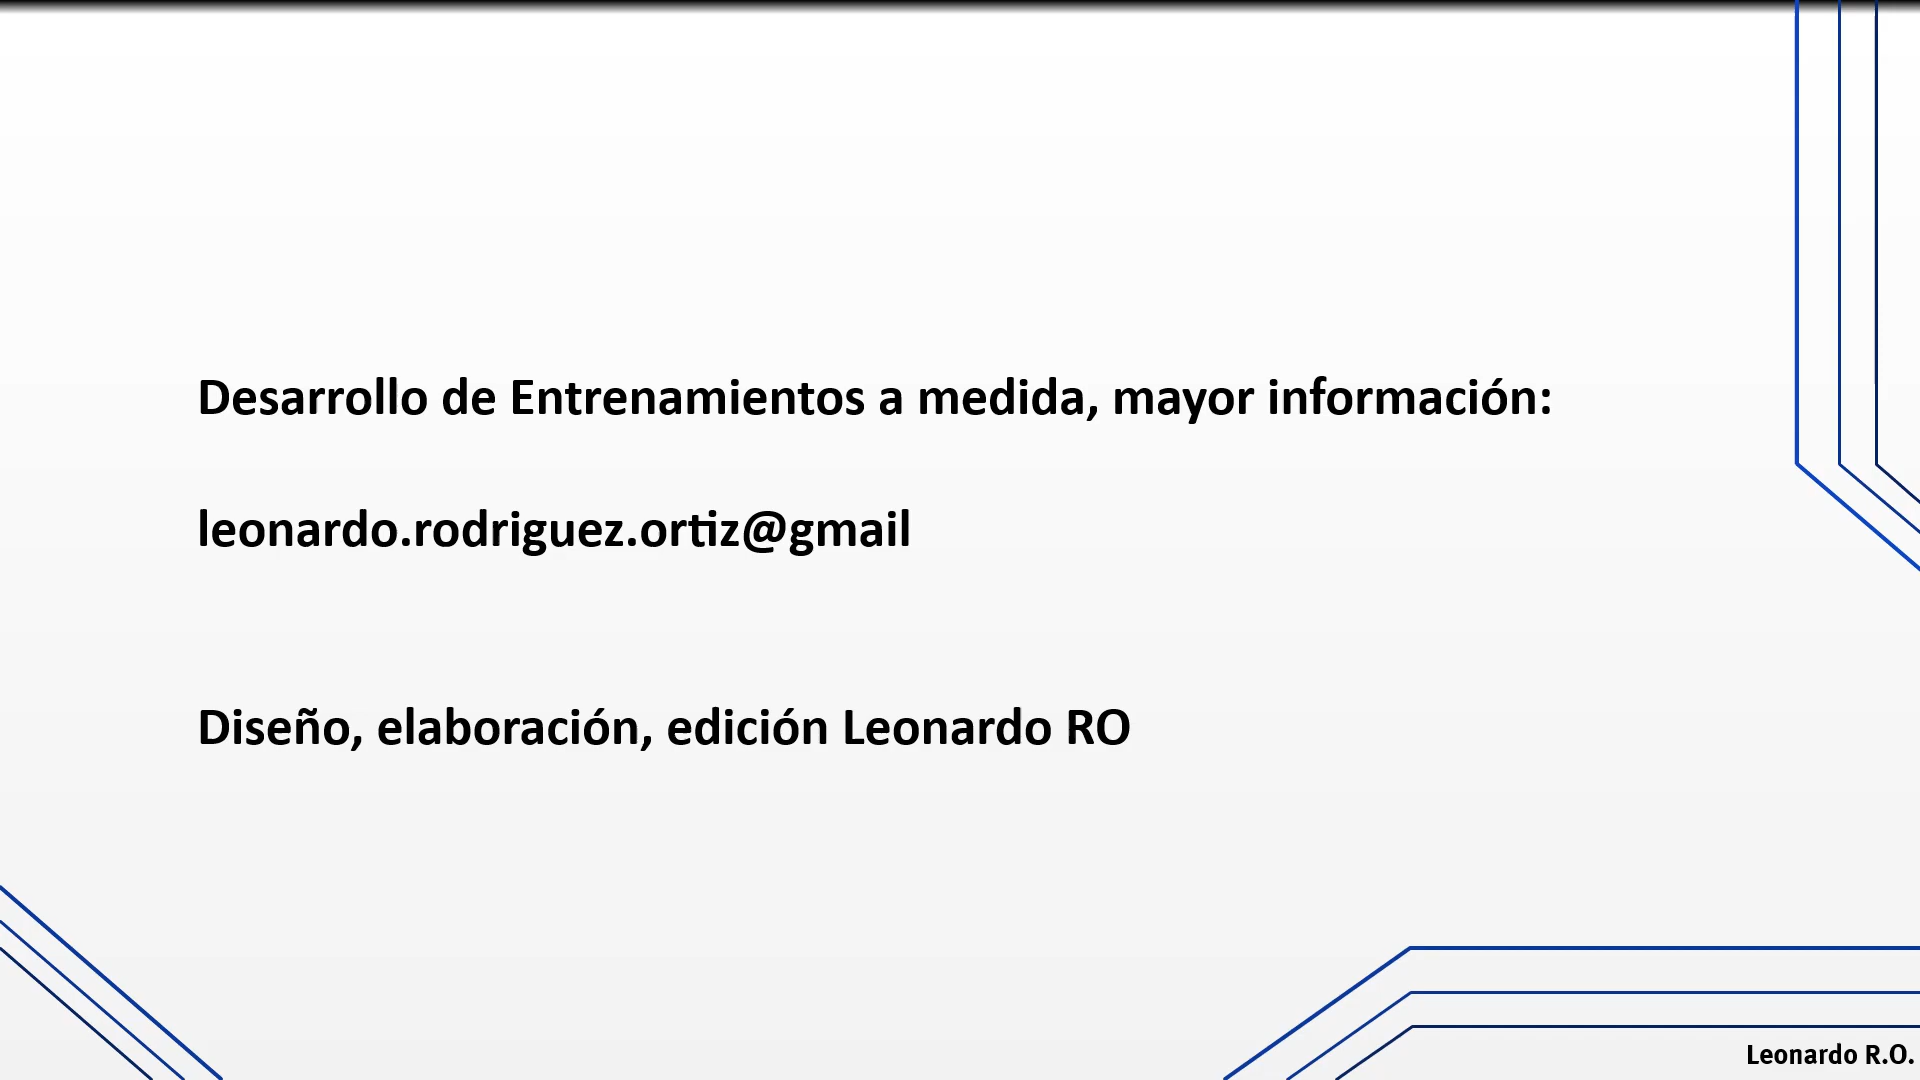 Desarrollo de Entrenamientos a medida, mayor información:
leonardo.rodriguez.ortiz@gmail
Diseño, elaboración, edición Leonardo RO
Leonardo R.O.